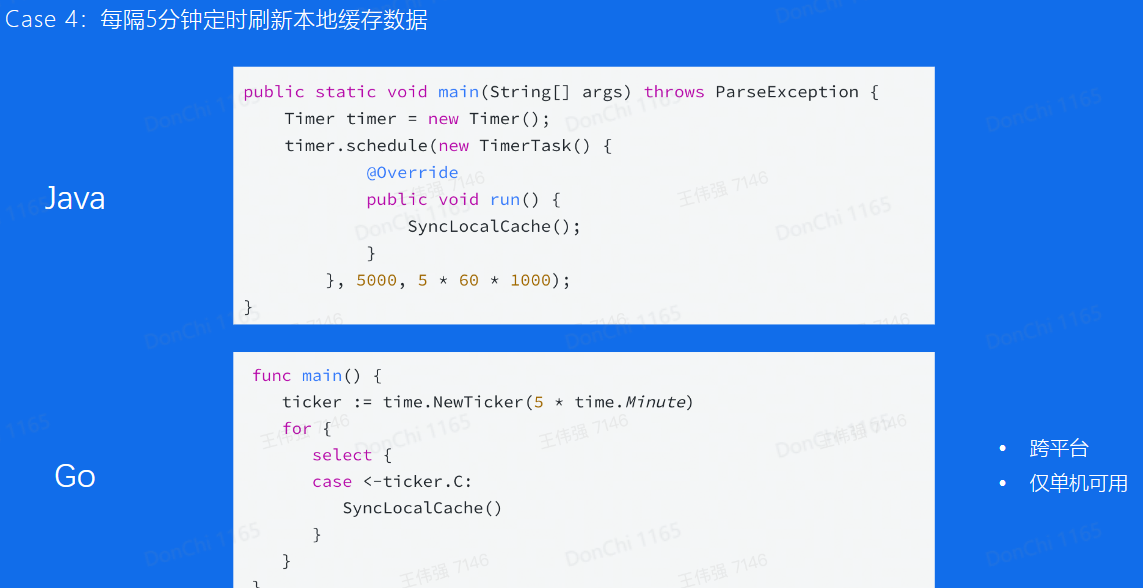 Case 4：每隔5分钟定时刷新本地缓存数据
Java
public static void main(String[] args) throws ParseException {
    Timer timer = new Timer();
    timer.schedule(new TimerTask() {
            @Override
            public void run() {
                SyncLocalCache();
            }
        }, 5000, 5 * 60 * 1000);
}
Go
func main() {
   ticker := time.NewTicker(5 * time.Minute)
   for {
      select {
      case <-ticker.C:
         SyncLocalCache()
      }
   }
}
• 跨平台
• 仅单机可用
DonChi 1165
王伟强 7146